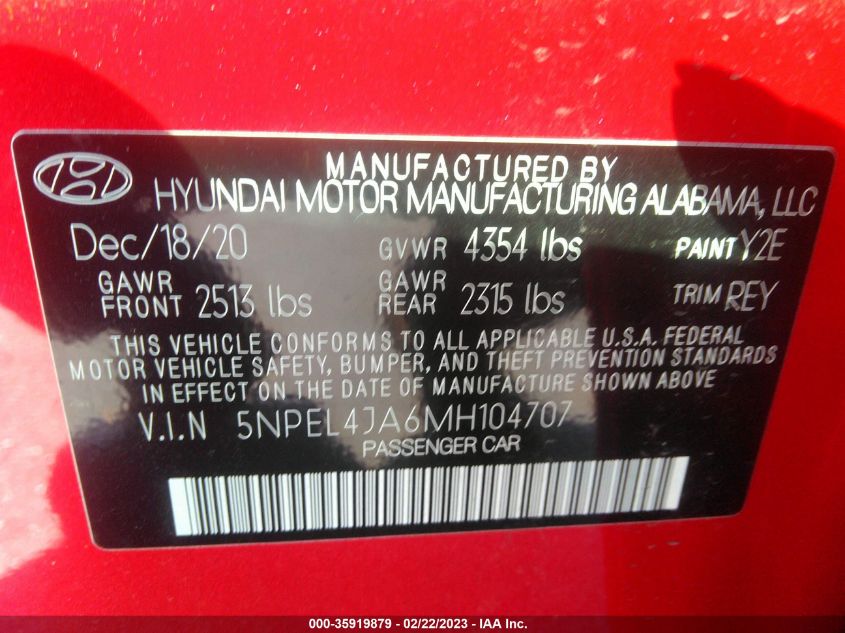 MANUFACTURED BY
HYUNDAI MOTOR MANUFACTURING ALABAMA, LLC
Dec/18/20 GVWR 4354 lbs PAINT Y2E
GAWR FRONT 2513 lbs GAWR REAR 2315 lbs TRIM REY
THIS VEHICLE CONFORMS TO ALL APPLICABLE U.S.A. FEDERAL
MOTOR VEHICLE SAFETY, BUMPER, AND THEFT PREVENTION STANDARDS
IN EFFECT ON THE DATE OF MANUFACTURE SHOWN ABOVE
V.I.N 5NPEL4JA6MH104707
PASSENGER CAR
000-35919879 - 02/22/2023 - IAA Inc.